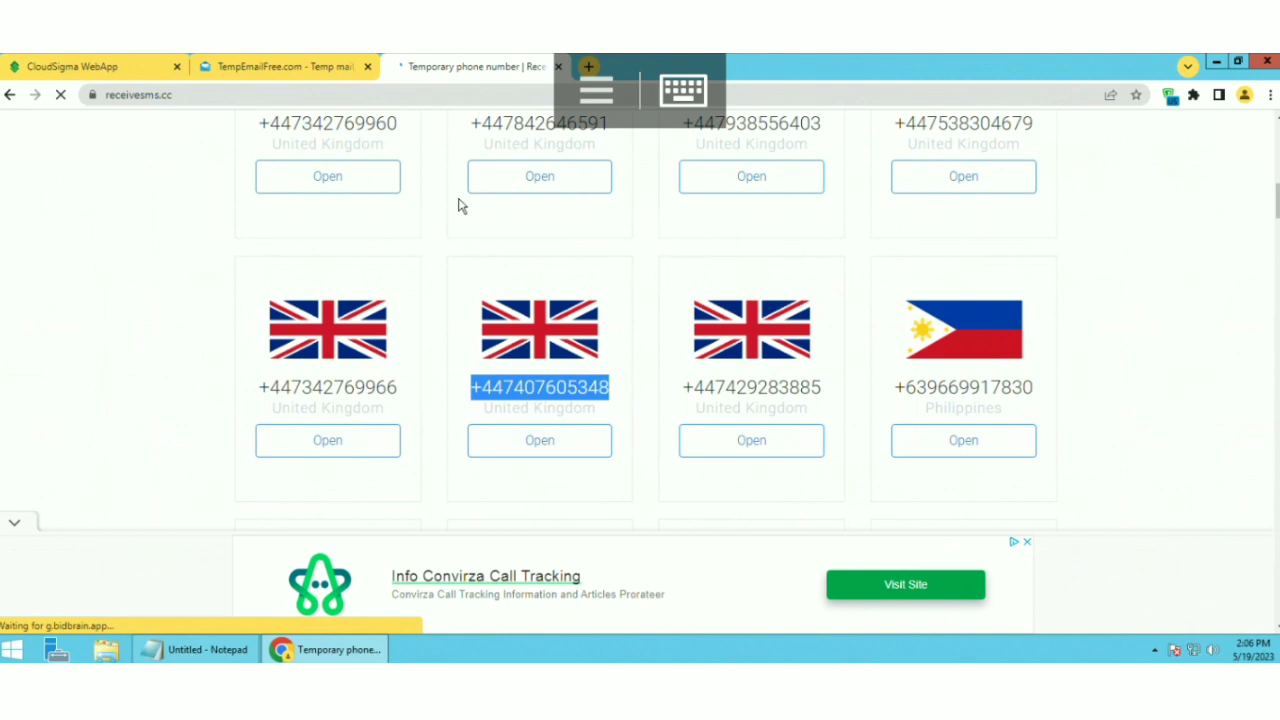 CloudSigma WebApp
TempEmailFree.com - Temp mail,
Temporary phone number | Rece
receivesms.cc
US
+447342769960
+447842646591
+447938556403
+447538304679
United Kingdom
United Kingdom
United Kingdom
United Kingdom
Open
Open
Open
Open
+447342769966
+447407605348
+447429283885
+639669917830
United Kingdom
United Kingdom
United Kingdom
Philippines
Open
Open
Open
Open
Info Convirza Call Tracking
Convirza Call Tracking Information and Articles Prorateer
Visit Site
Waiting for g.bidbrain.app...
Untitled - Notepad
Temporary phone...
2:06 PM
5/19/2023